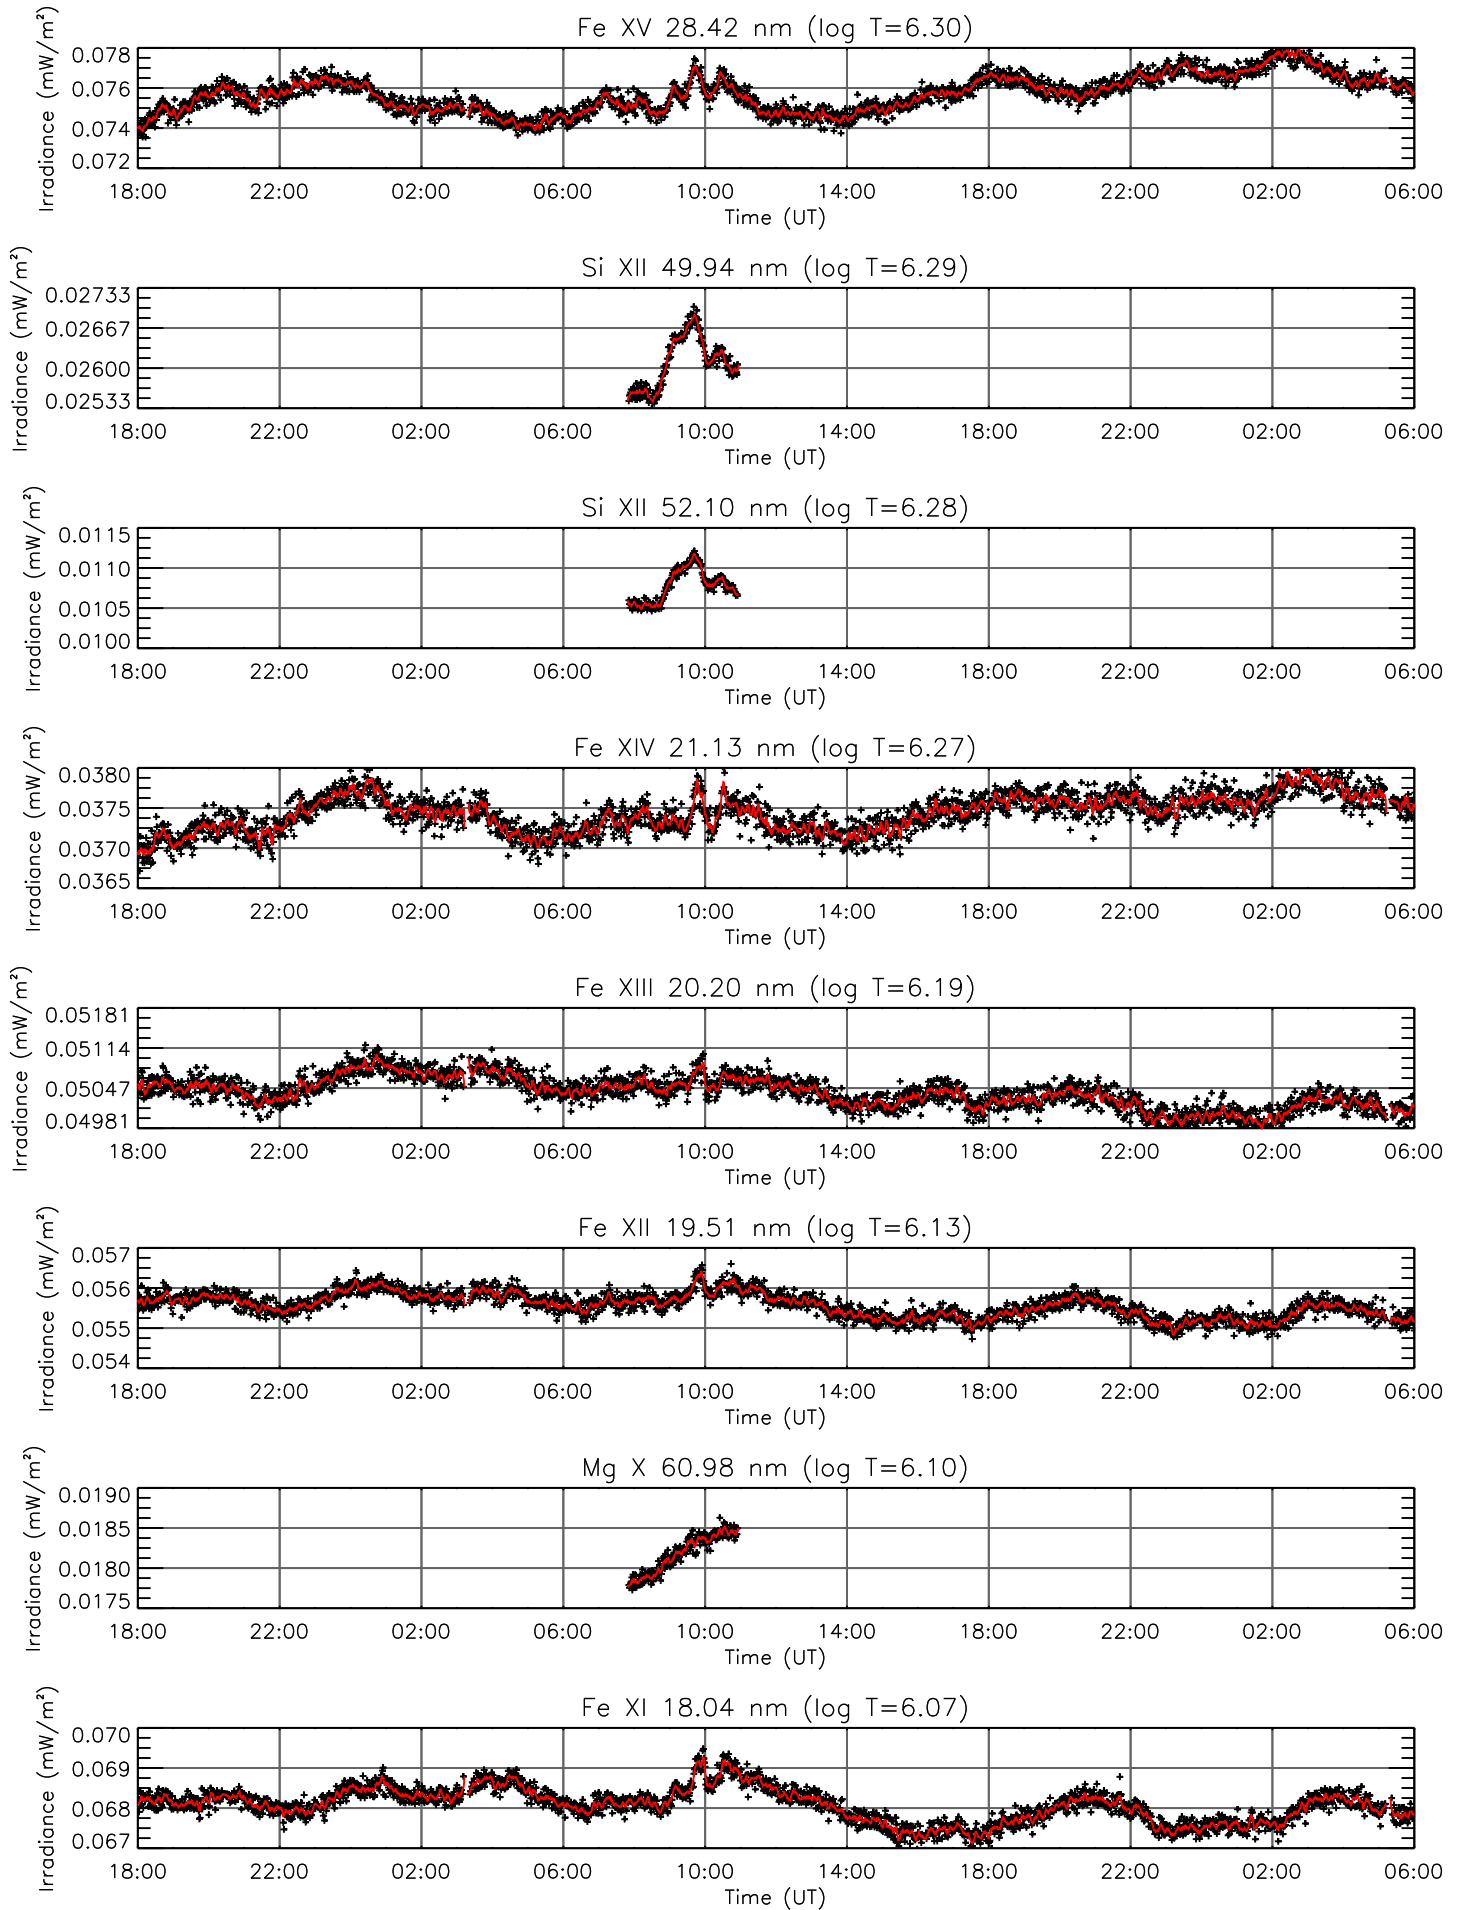 Fe XV 28.42 nm (log T=6.30)
Irradiance (mW/m²)
0.078
0.076
0.074
0.072
18:00 22:00 02:00 06:00 10:00 14:00 18:00 22:00 02:00 06:00
Time (UT)
Si XII 49.94 nm (log T=6.29)
Irradiance (mW/m²)
0.02733
0.02667
0.02600
0.02533
18:00 22:00 02:00 06:00 10:00 14:00 18:00 22:00 02:00 06:00
Time (UT)
Si XII 52.10 nm (log T=6.28)
Irradiance (mW/m²)
0.0115
0.0110
0.0105
0.0100
18:00 22:00 02:00 06:00 10:00 14:00 18:00 22:00 02:00 06:00
Time (UT)
Fe XIV 21.13 nm (log T=6.27)
Irradiance (mW/m²)
0.0380
0.0375
0.0370
0.0365
18:00 22:00 02:00 06:00 10:00 14:00 18:00 22:00 02:00 06:00
Time (UT)
Fe XIII 20.20 nm (log T=6.19)
Irradiance (mW/m²)
0.05181
0.05114
0.05047
0.04981
18:00 22:00 02:00 06:00 10:00 14:00 18:00 22:00 02:00 06:00
Time (UT)
Fe XII 19.51 nm (log T=6.13)
Irradiance (mW/m²)
0.057
0.056
0.055
0.054
18:00 22:00 02:00 06:00 10:00 14:00 18:00 22:00 02:00 06:00
Time (UT)
Mg X 60.98 nm (log T=6.10)
Irradiance (mW/m²)
0.0190
0.0185
0.0180
0.0175
18:00 22:00 02:00 06:00 10:00 14:00 18:00 22:00 02:00 06:00
Time (UT)
Fe XI 18.04 nm (log T=6.07)
Irradiance (mW/m²)
0.070
0.069
0.068
0.067
18:00 22:00 02:00 06:00 10:00 14:00 18:00 22:00 02:00 06:00
Time (UT)